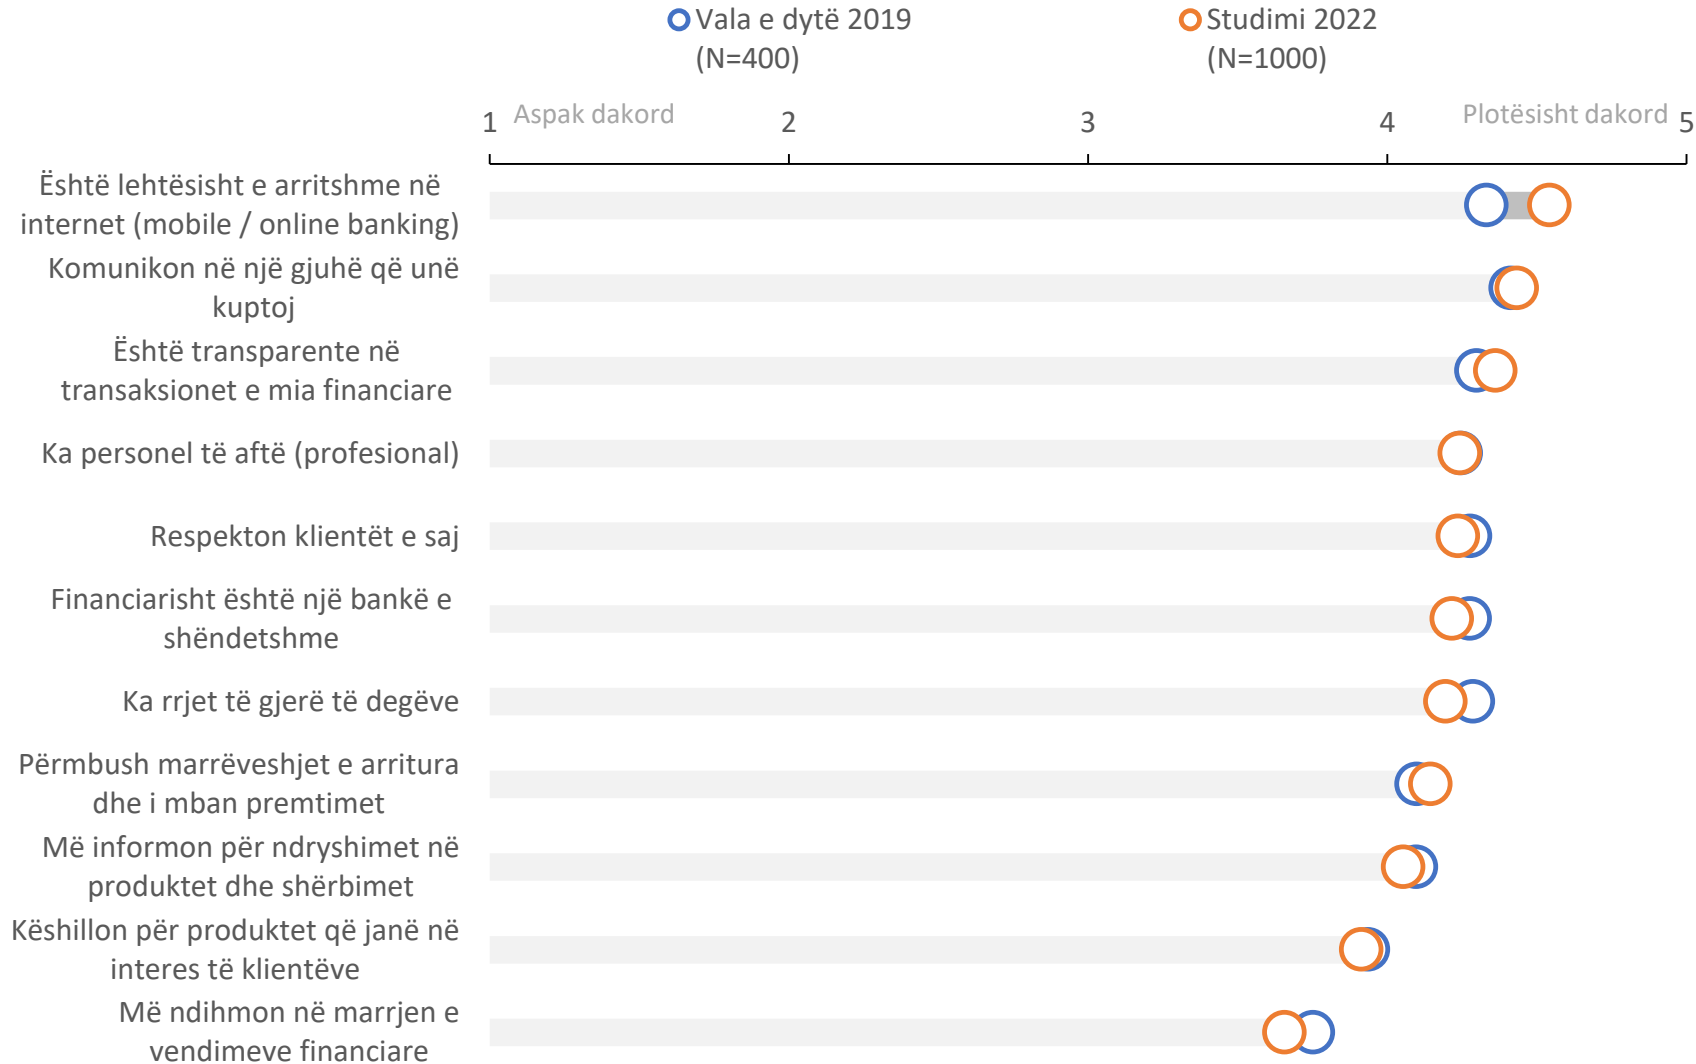 Vala e dytë 2019
(N=400)
Studimi 2022
(N=1000)
1 Aspak dakord 2 3 4 Plotësisht dakord 5
Është lehtësisht e arritshme në
internet (mobile / online banking)
Komunikon në një gjuhë që unë
kuptoj
Është transparente në
transaksionet e mia financiare
Ka personel të aftë (profesional)
Respekton klientët e saj
Financiarisht është një bankë e
shëndetshme
Ka rrjet të gjerë të degëve
Përmbush marrëveshjet e arritura
dhe i mban premtimet
Më informon për ndryshimet në
produktet dhe shërbimet
Këshillon për produktet që janë në
interes të klientëve
Më ndihmon në marrjen e
vendimeve financiare